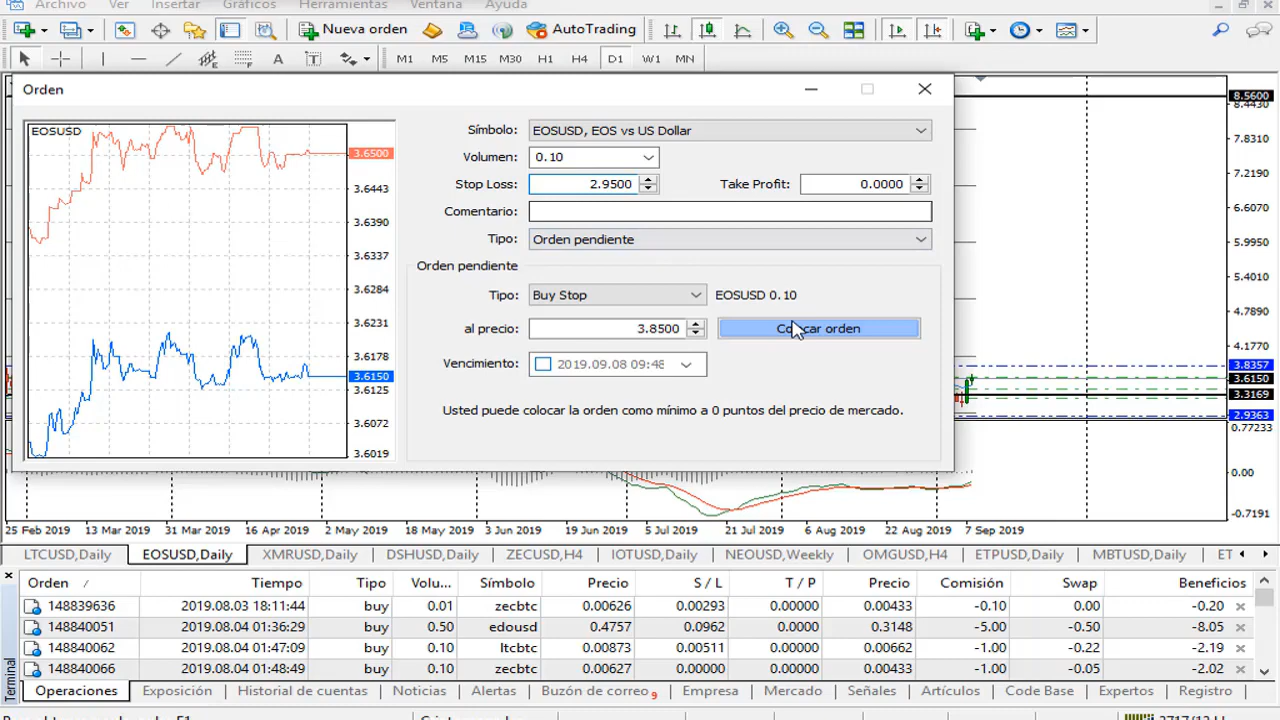 Archivo Ver Insertar Gráficos Herramientas Ventana Ayuda
Nueva orden AutoTrading
A T M1 M5 M15 M30 H1 H4 D1 W1 MN
Orden
EOSUSD
3.6500
3.6443
3.6390
3.6337
3.6284
3.6231
3.6178
3.6150
3.6125
3.6072
3.6019
Símbolo: EOSUSD, EOS vs US Dollar
Volumen: 0.10
Stop Loss: 2.9500 Take Profit: 0.0000
Comentario:
Tipo: Orden pendiente
Orden pendiente
Tipo: Buy Stop EOSUSD 0.10
al precio: 3.8500 Colocar orden
Vencimiento: 2019.09.08 09:48
Usted puede colocar la orden como mínimo a 0 puntos del precio de mercado.
8.5600
8.4430
7.8310
7.2190
6.6070
5.9950
5.4010
4.7890
4.1770
3.8357
3.6150
3.3169
2.9363
0.77233
0.00
-0.7191
25 Feb 2019 13 Mar 2019 31 Mar 2019 16 Apr 2019 2 May 2019 18 May 2019 3 Jun 2019 19 Jun 2019 5 Jul 2019 21 Jul 2019 6 Aug 2019 22 Aug 2019 7 Sep 2019
LTCUSD,Daily EOSUSD,Daily XMRUSD,Daily DSHUSD,Daily ZECUSD,H4 IOTUSD,Daily NEOUSD,Weekly OMGUSD,H4 ETPUSD,Daily MBTUSD,Daily ET
Orden / Tiempo Tipo Volu... Símbolo Precio S / L T / P Precio Comisión Swap Beneficios
148839636 2019.08.03 18:11:44 buy 0.01 zecbtc 0.00626 0.00293 0.00000 0.00433 -0.10 0.00 -0.20
148840051 2019.08.04 01:36:29 buy 0.50 edousd 0.4757 0.0962 0.0000 0.3148 -5.00 -0.50 -8.05
148840062 2019.08.04 01:47:09 buy 0.10 ltcbtc 0.00873 0.00511 0.00000 0.00662 -1.00 -0.22 -2.19
148840066 2019.08.04 01:48:49 buy 0.10 zecbtc 0.00627 0.00000 0.00000 0.00433 -1.00 -0.05 -2.02
Terminal
Operaciones Exposición Historial de cuentas Noticias Alertas Buzón de correo 9 Empresa Mercado Señales Artículos Code Base Expertos Registro